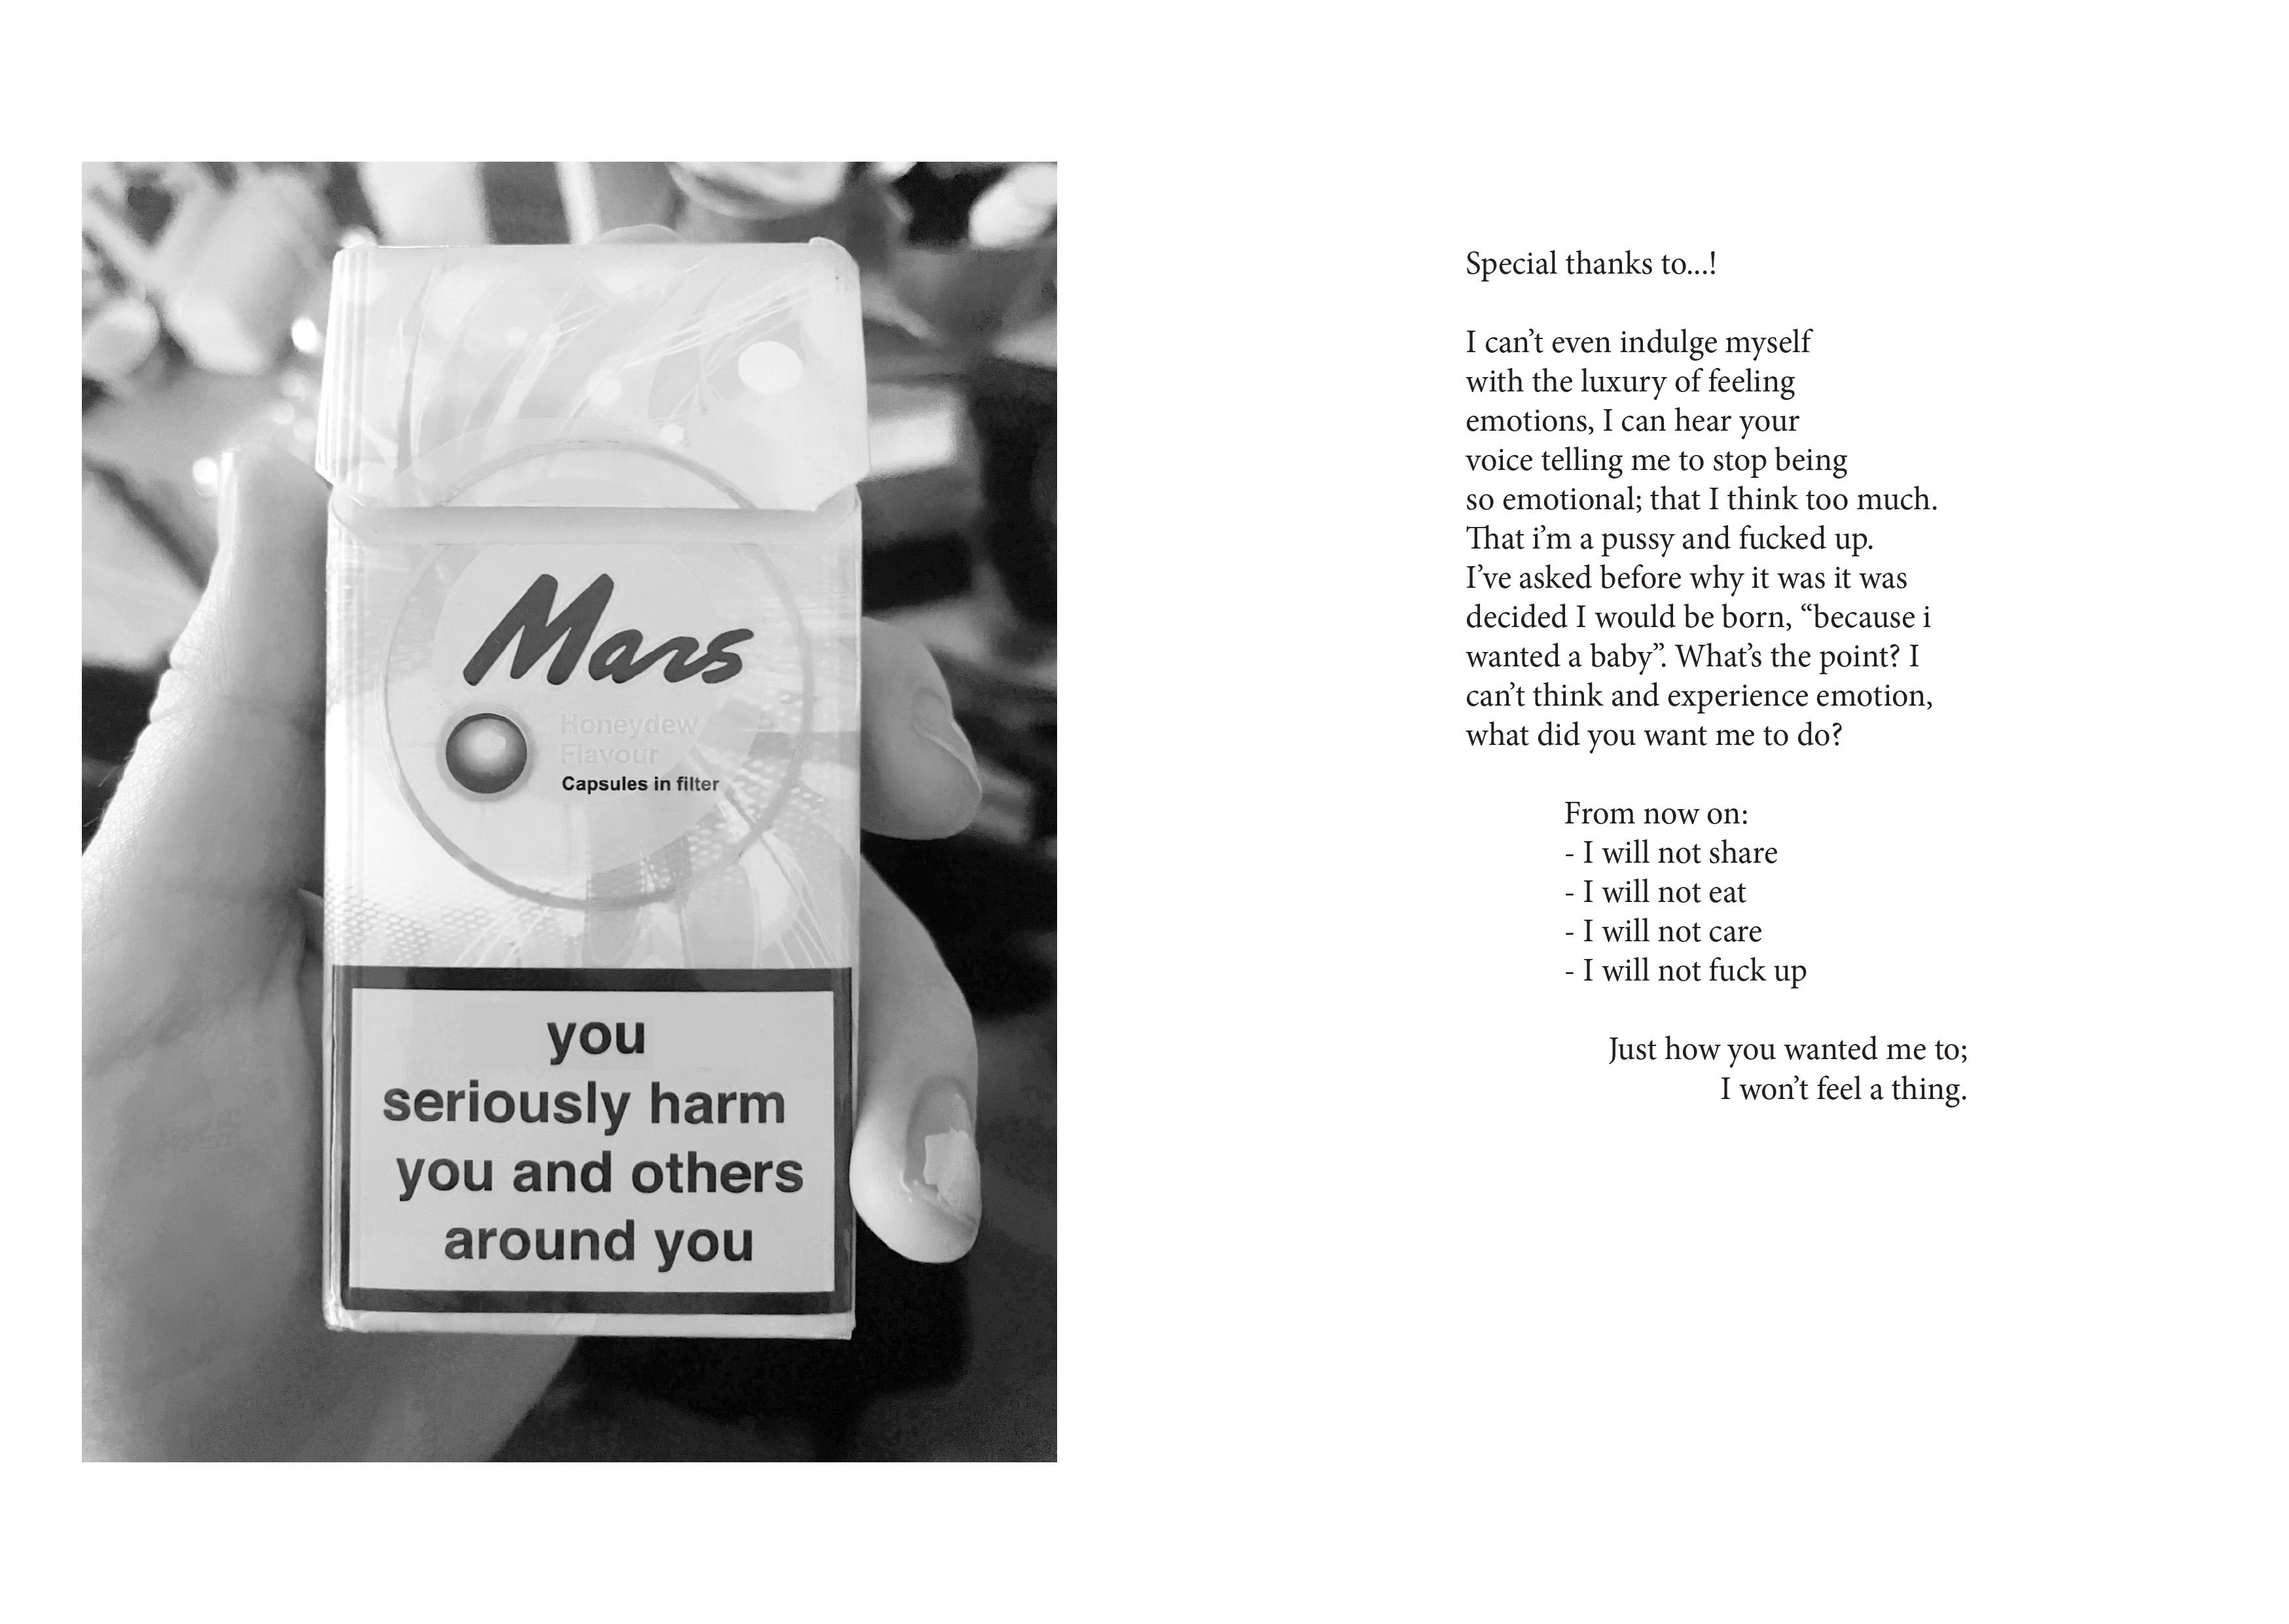 Mars
Honeydew
Flavour
Capsules in filter
you
seriously harm
you and others
around you
Special thanks to...!
I can’t even indulge myself
with the luxury of feeling
emotions, I can hear your
voice telling me to stop being
so emotional; that I think too much.
That i’m a pussy and fucked up.
I’ve asked before why it was it was
decided I would be born, “because i
wanted a baby”. What’s the point? I
can’t think and experience emotion,
what did you want me to do?
From now on:
- I will not share
- I will not eat
- I will not care
- I will not fuck up
Just how you wanted me to;
I won’t feel a thing.